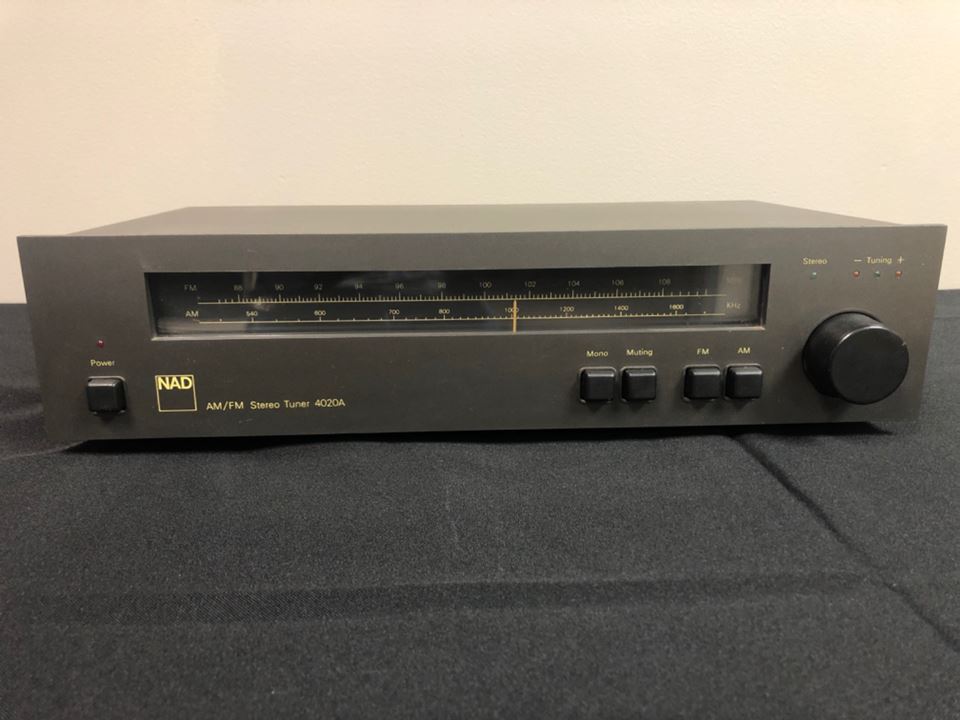 Stereo − Tuning +
FM 88 90 92 94 96 98 100 102 104 106 108 MHz
AM 540 600 700 800 1000 1200 1400 1600 KHz
Power
Mono Muting FM AM
NAD
AM/FM Stereo Tuner 4020A